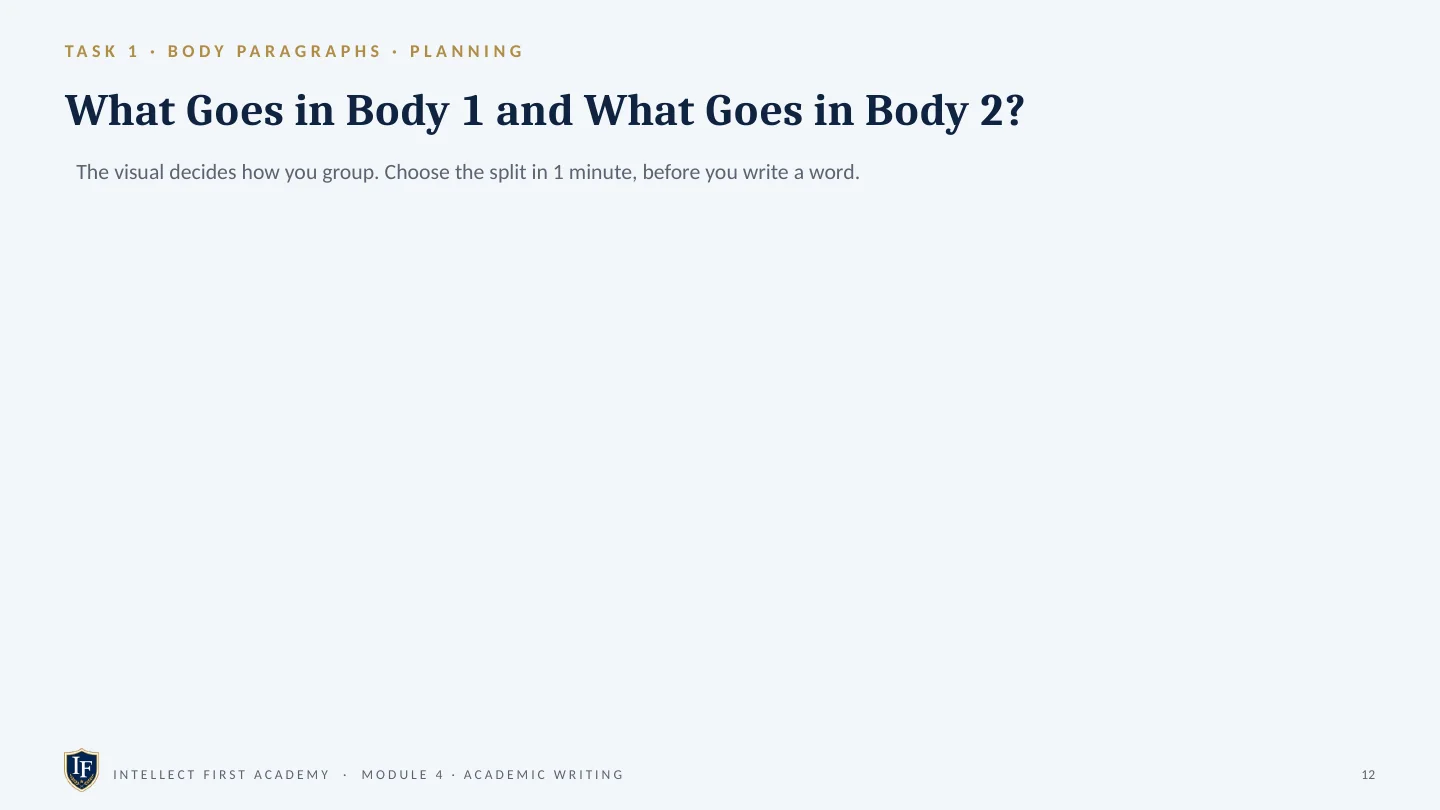 TASK 1 · BODY PARAGRAPHS · PLANNING
What Goes in Body 1 and What Goes in Body 2?
The visual decides how you group. Choose the split in 1 minute, before you write a word.
IF
INTELLECT FIRST ACADEMY · MODULE 4 · ACADEMIC WRITING
12